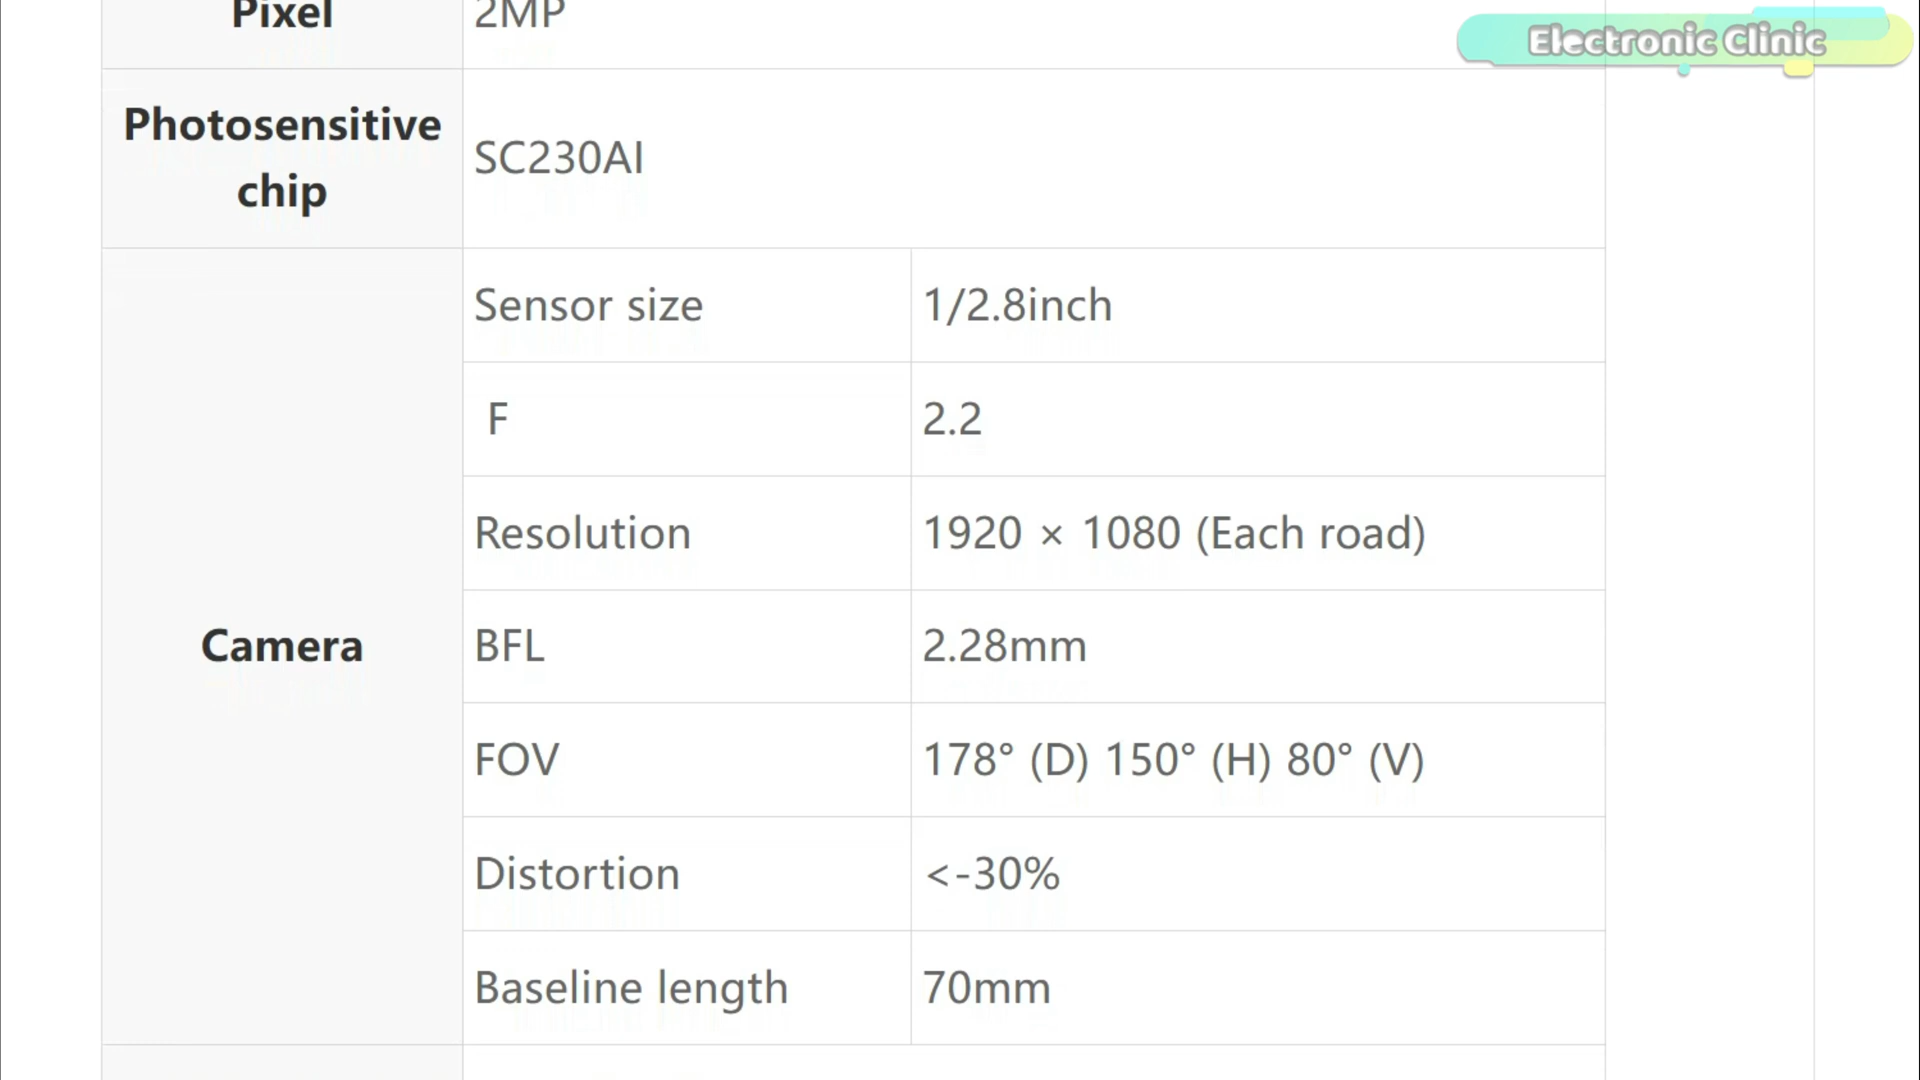 Electronic Clinic
Pixel 2MP
Photosensitive
chip
SC230AI
Camera
Sensor size 1/2.8inch
F 2.2
Resolution 1920 × 1080 (Each road)
BFL 2.28mm
FOV 178° (D) 150° (H) 80° (V)
Distortion <-30%
Baseline length 70mm